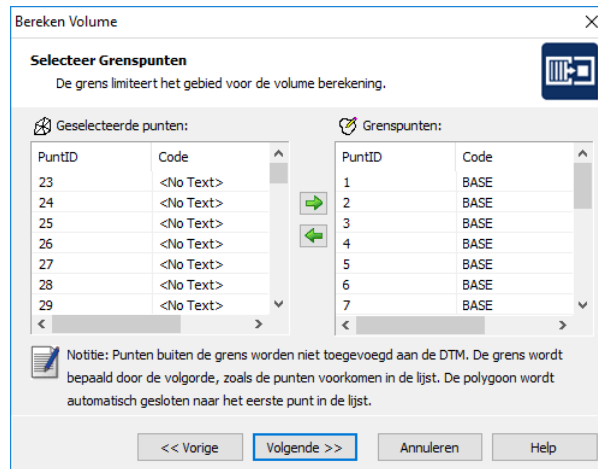 Bereken Volume
Selecteer Grenspunten
De grens limiteert het gebied voor de volume berekening.
Geselecteerde punten:
PuntID Code
23 <No Text>
24 <No Text>
25 <No Text>
26 <No Text>
27 <No Text>
28 <No Text>
29 <No Text>
Grenspunten:
PuntID Code
1 BASE
2 BASE
3 BASE
4 BASE
5 BASE
6 BASE
7 BASE
Notitie: Punten buiten de grens worden niet toegevoegd aan de DTM. De grens wordt
bepaald door de volgorde, zoals de punten voorkomen in de lijst. De polygoon wordt
automatisch gesloten naar het eerste punt in de lijst.
<< Vorige Volgende >> Annuleren Help